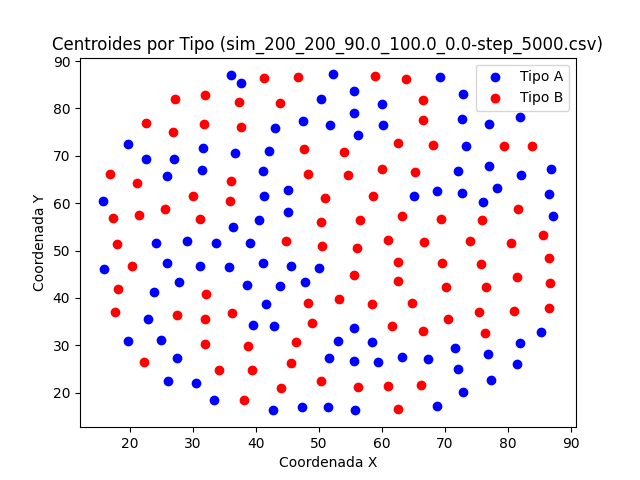 Centroides por Tipo (sim_200_200_90.0_100.0_0.0-step_5000.csv)
Tipo A
Tipo B
90
80
70
60
50
40
30
20
Coordenada Y
20 30 40 50 60 70 80 90
Coordenada X